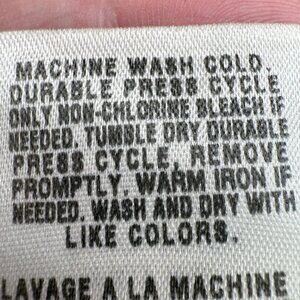 MACHINE WASH COLD.
DURABLE PRESS CYCLE
ONLY NON-CHLORINE BLEACH IF
NEEDED. TUMBLE DRY DURABLE
PRESS CYCLE, REMOVE
PROMPTLY. WARM IRON IF
NEEDED. WASH AND DRY WITH
LIKE COLORS.
LAVAGE A LA MACHINE